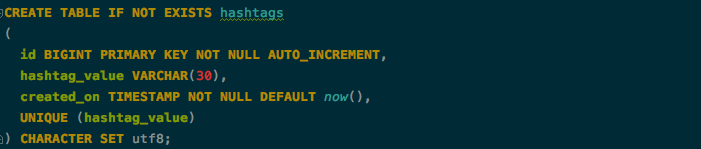 CREATE TABLE IF NOT EXISTS hashtags
(
id BIGINT PRIMARY KEY NOT NULL AUTO_INCREMENT,
hashtag_value VARCHAR(30),
created_on TIMESTAMP NOT NULL DEFAULT now(),
UNIQUE (hashtag_value)
) CHARACTER SET utf8;